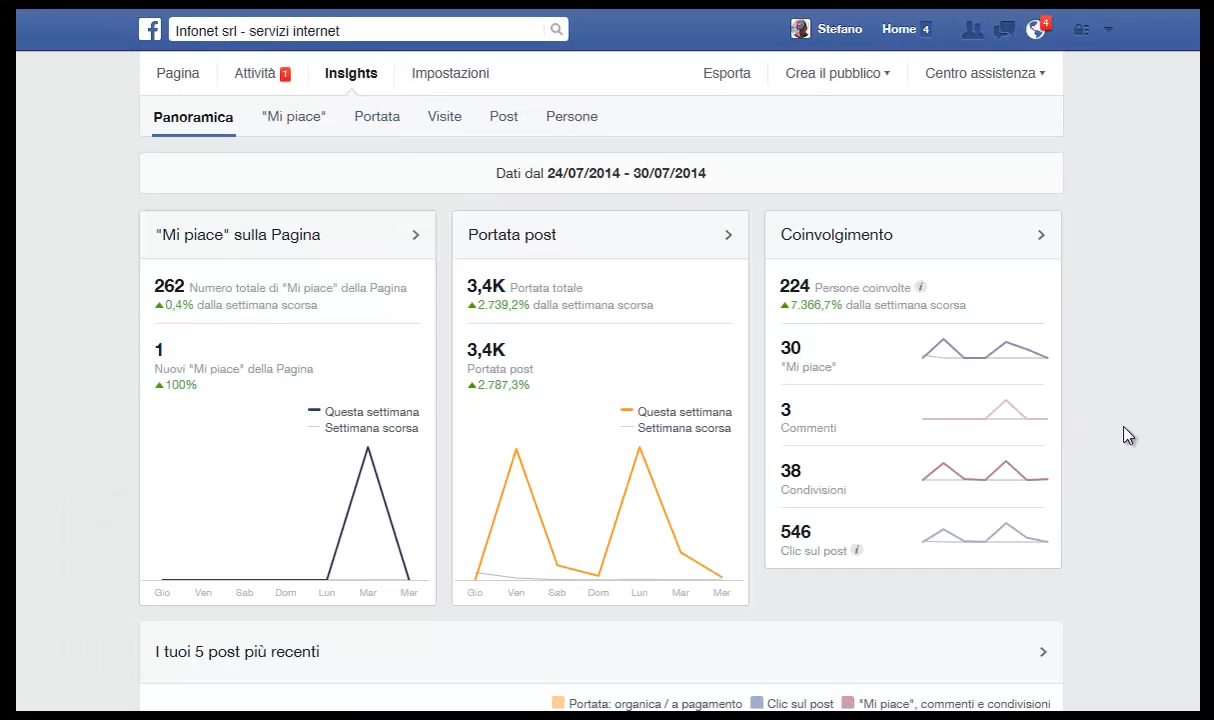 f Infonet srl - servizi internet Stefano Home 4 4
Pagina Attività 1 Insights Impostazioni Esporta Crea il pubblico Centro assistenza
Panoramica "Mi piace" Portata Visite Post Persone
Dati dal 24/07/2014 - 30/07/2014
"Mi piace" sulla Pagina
262 Numero totale di "Mi piace" della Pagina
0,4% dalla settimana scorsa
1
Nuovi "Mi piace" della Pagina
100%
Questa settimana
Settimana scorsa
Gio Ven Sab Dom Lun Mar Mer
Portata post
3,4K Portata totale
2.739,2% dalla settimana scorsa
3,4K
Portata post
2.787,3%
Questa settimana
Settimana scorsa
Gio Ven Sab Dom Lun Mar Mer
Coinvolgimento
224 Persone coinvolte i
7.366,7% dalla settimana scorsa
30
"Mi piace"
3
Commenti
38
Condivisioni
546
Clic sul post i
I tuoi 5 post più recenti
Portata: organica / a pagamento Clic sul post "Mi piace", commenti e condivisioni